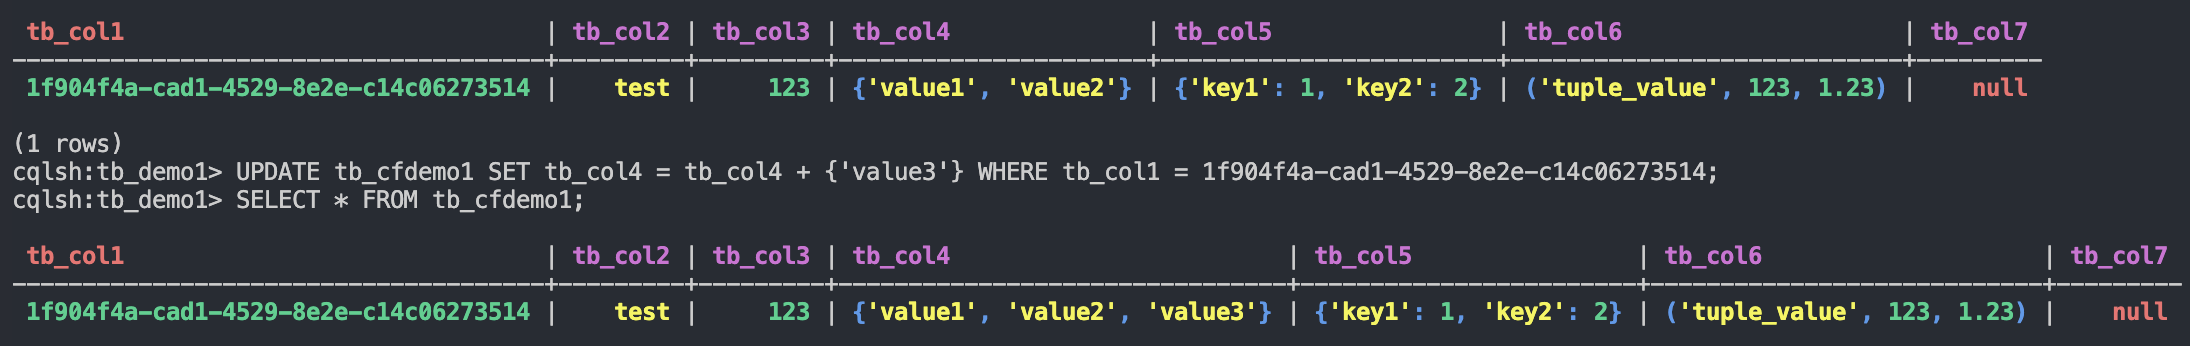 tb_col1                               | tb_col2 | tb_col3 | tb_col4              | tb_col5                | tb_col6                    | tb_col7
--------------------------------------+---------+---------+----------------------+------------------------+----------------------------+---------
1f904f4a-cad1-4529-8e2e-c14c06273514 |    test |     123 | {'value1', 'value2'} | {'key1': 1, 'key2': 2} | ('tuple_value', 123, 1.23) |    null
(1 rows)
cqlsh:tb_demo1> UPDATE tb_cfdemo1 SET tb_col4 = tb_col4 + {'value3'} WHERE tb_col1 = 1f904f4a-cad1-4529-8e2e-c14c06273514;
cqlsh:tb_demo1> SELECT * FROM tb_cfdemo1;
tb_col1                               | tb_col2 | tb_col3 | tb_col4                        | tb_col5                | tb_col6                    | tb_col7
--------------------------------------+---------+---------+--------------------------------+------------------------+----------------------------+---------
1f904f4a-cad1-4529-8e2e-c14c06273514 |    test |     123 | {'value1', 'value2', 'value3'} | {'key1': 1, 'key2': 2} | ('tuple_value', 123, 1.23) |    null